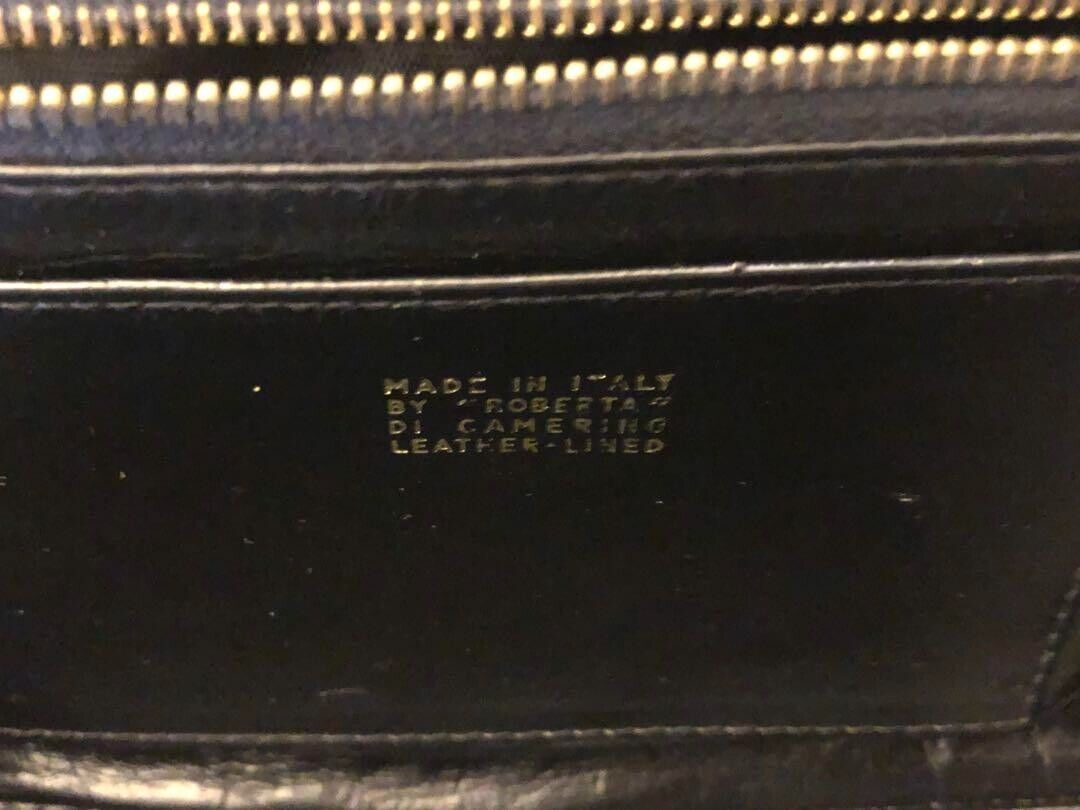 MADE IN ITALY
BY "ROBERTA"
DI CAMERINO
LEATHER-LINED